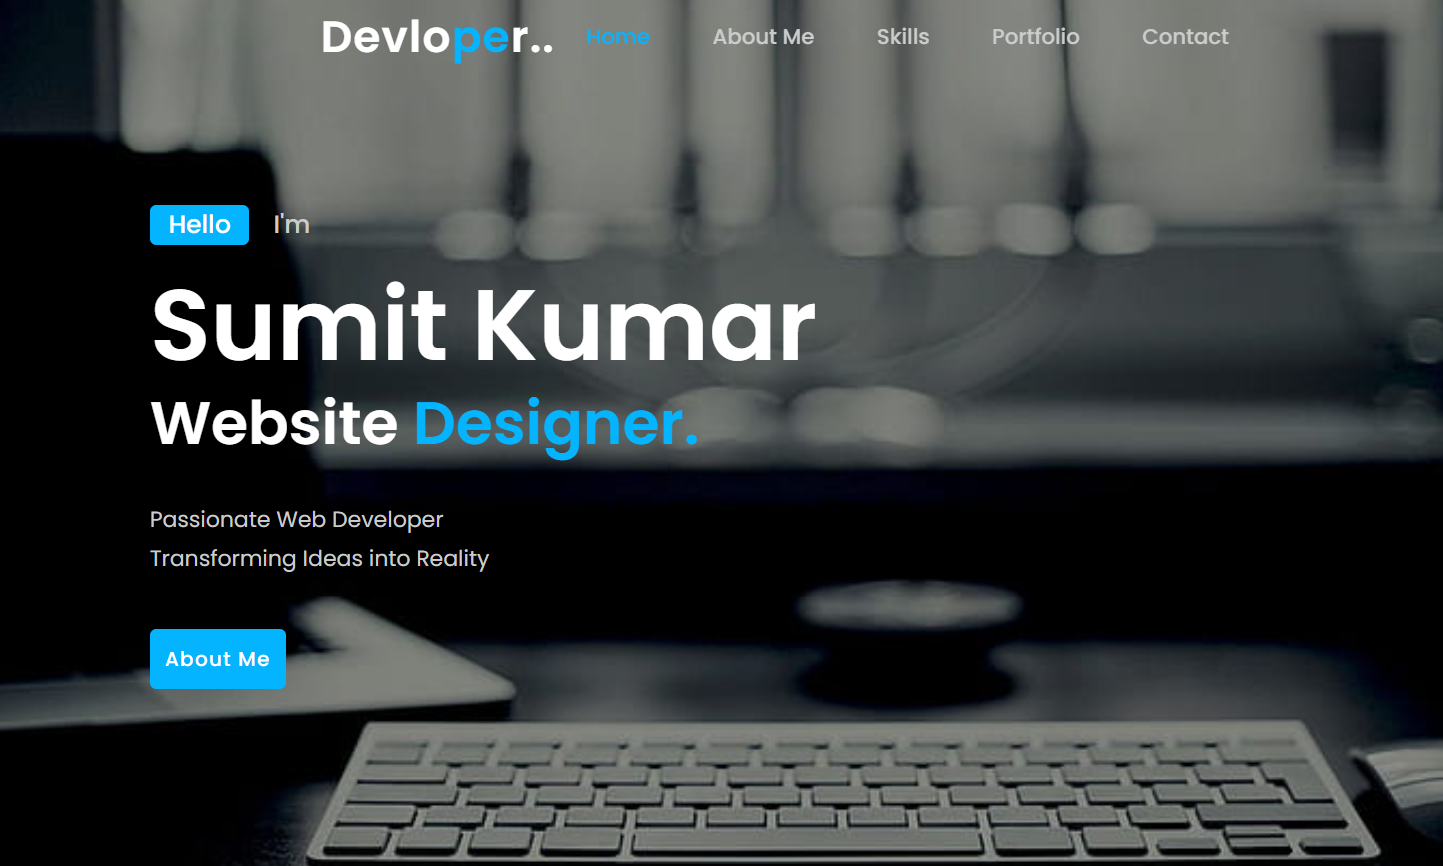 Devloper..
Home
About Me
Skills
Portfolio
Contact
Hello I'm
Sumit Kumar
Website Designer.
Passionate Web Developer
Transforming Ideas into Reality
About Me